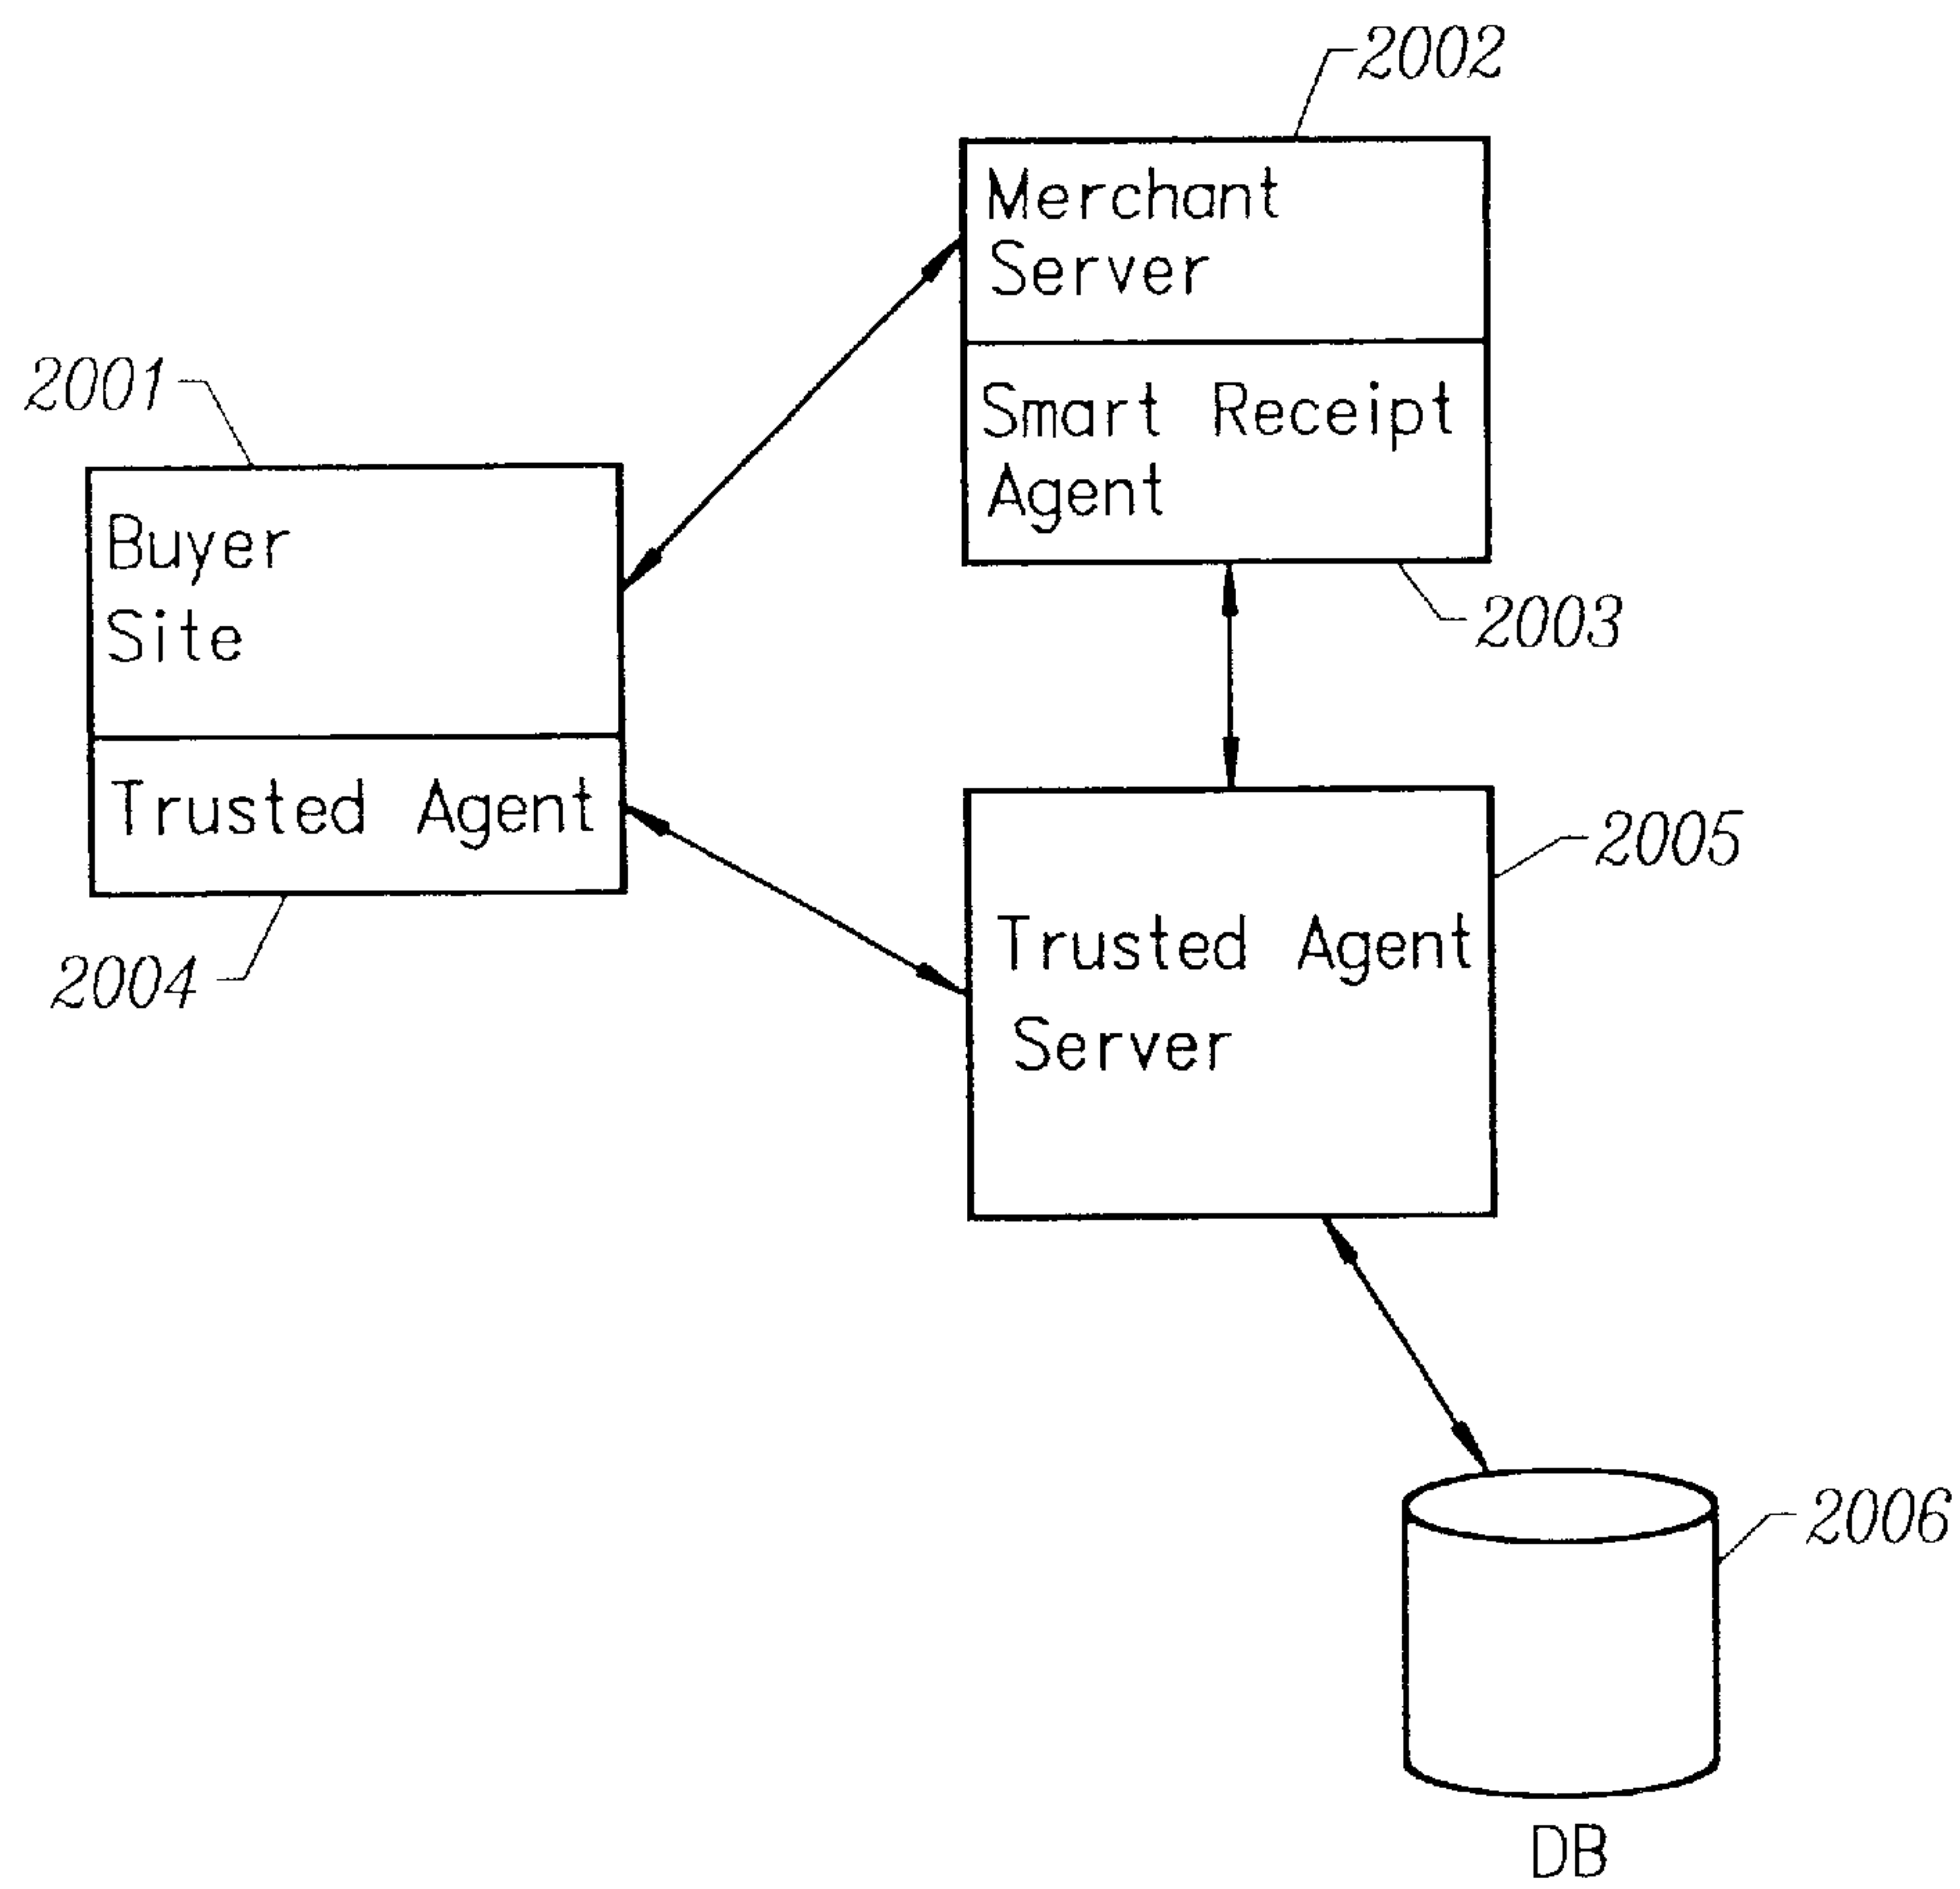 2002
Merchant
Server
2001
Smart Receipt
Agent
Buyer
Site
2003
Trusted Agent
2005
2004
Trusted Agent
Server
2006
DB